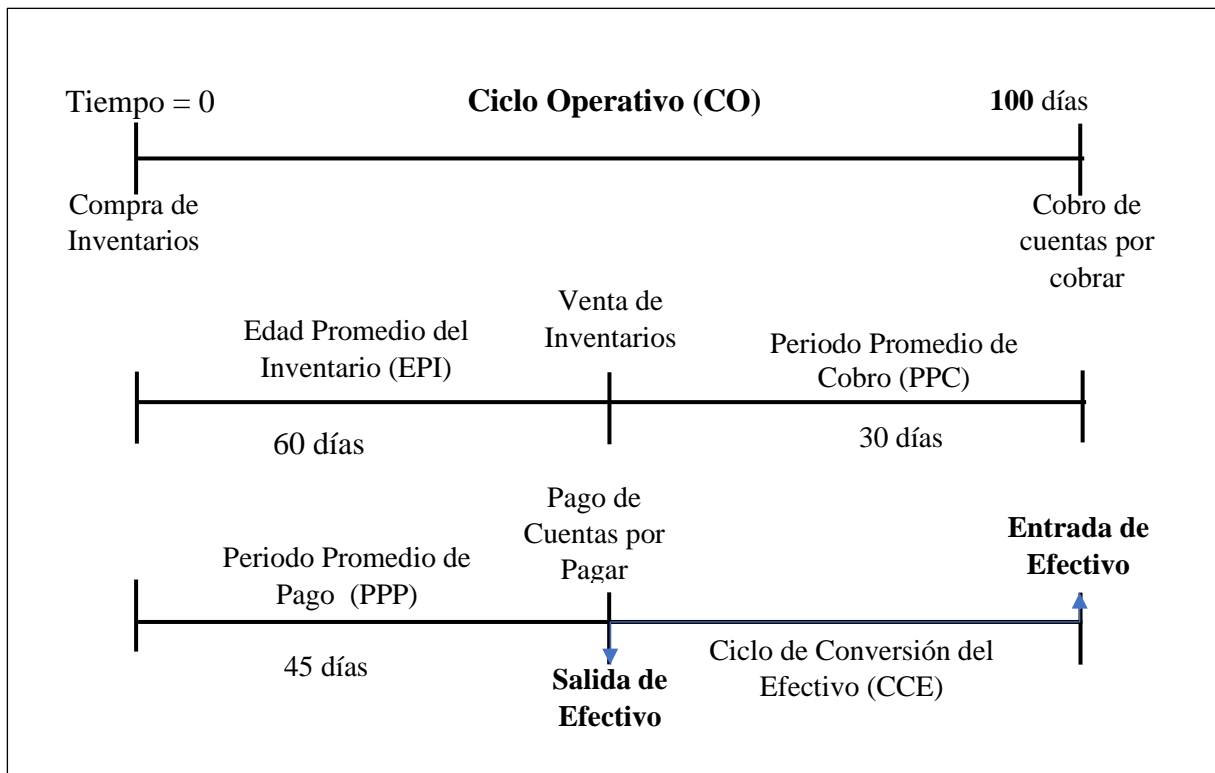 Tiempo = 0
Ciclo Operativo (CO)
100 días
Compra de
Inventarios
Cobro de
cuentas por
cobrar
Edad Promedio del
Inventario (EPI)
Venta de
Inventarios
Periodo Promedio de
Cobro (PPC)
60 días
30 días
Periodo Promedio de
Pago (PPP)
Pago de
Cuentas por
Pagar
Entrada de
Efectivo
45 días
Salida de
Efectivo
Ciclo de Conversión del
Efectivo (CCE)